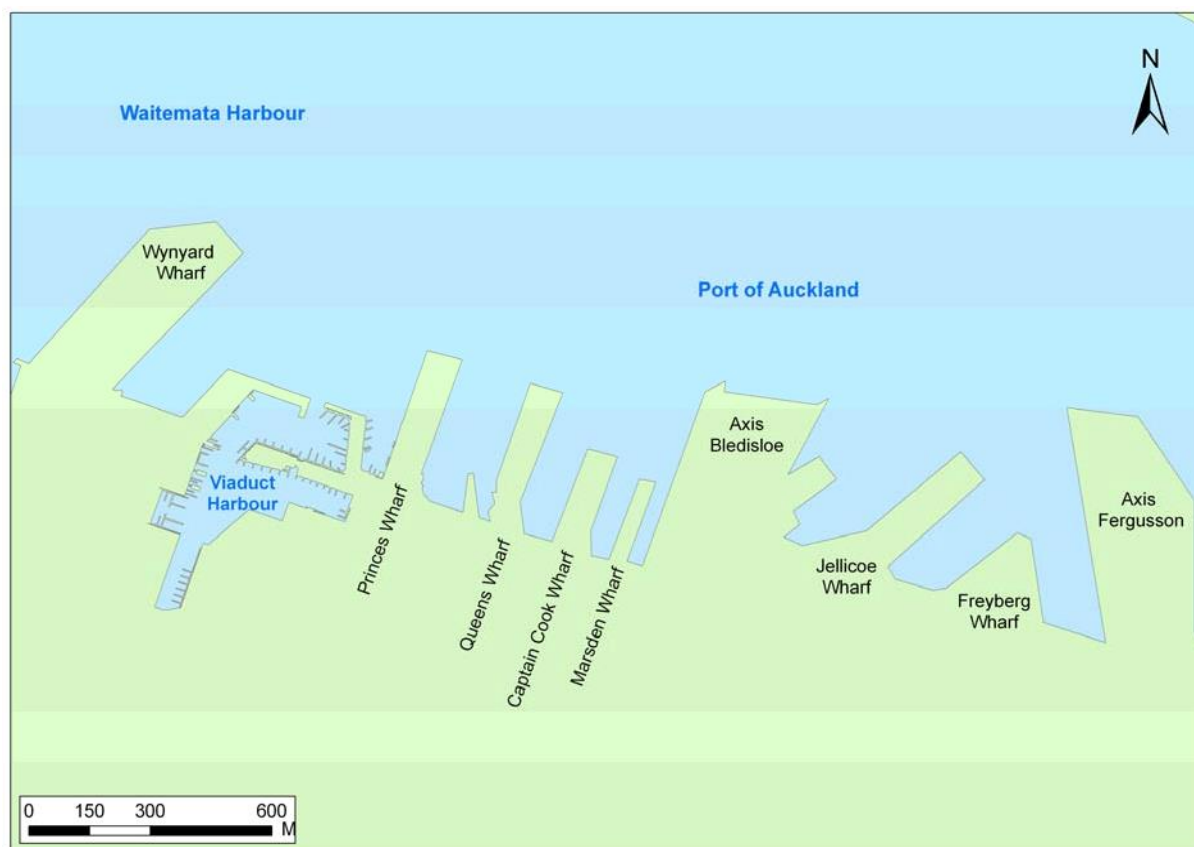 N
Waitemata Harbour
Wynyard
Wharf
Port of Auckland
Axis
Bledisloe
Viaduct
Harbour
Axis
Fergusson
Princes Wharf
Queens Wharf
Captain Cook Wharf
Marsden Wharf
Jellicoe
Wharf
Freyberg
Wharf
0 150 300 600
M